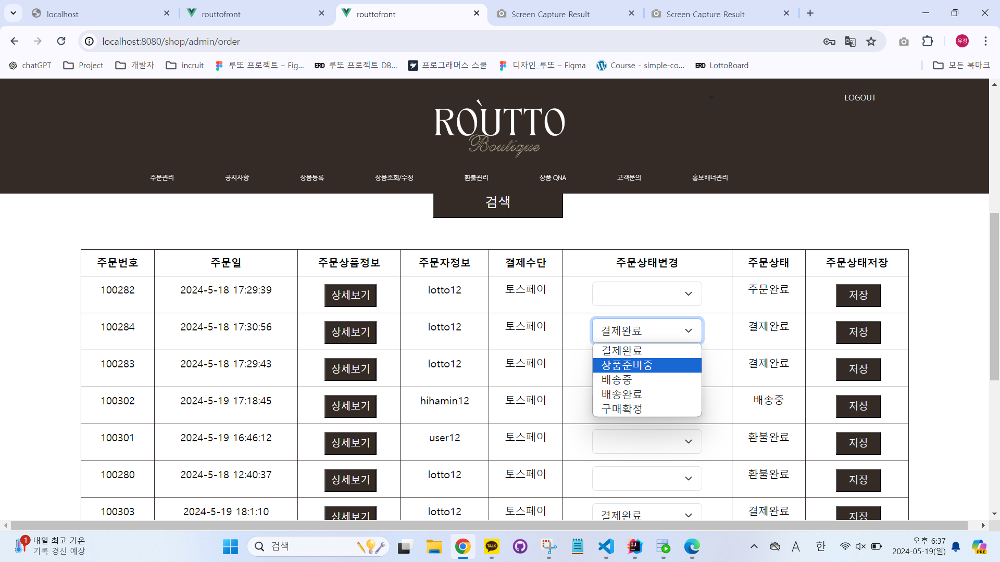 localhost
routtofront
routtofront
Screen Capture Result
Screen Capture Result
localhost:8080/shop/admin/order
유정
chatGPT
Project
개발자
incruit
루또 프로젝트 – Fig...
ERD 루또 프로젝트 DB...
프로그래머스 스쿨
디자인_루또 – Figma
Course - simple-co...
ERD LottoBoard
모든 북마크
LOGOUT
ROÙTTO
Boutique
주문관리 공지사항 상품등록 상품조회/수정 환불관리 상품 QNA 고객문의 홍보배너관리
검색
주문번호 주문일 주문상품정보 주문자정보 결제수단 주문상태변경 주문상태 주문상태저장
100282 2024-5-18 17:29:39 상세보기 lotto12 토스페이 주문완료 저장
100284 2024-5-18 17:30:56 상세보기 lotto12 토스페이 결제완료 결제완료 저장
결제완료
상품준비중
배송중
배송완료
구매확정
100283 2024-5-18 17:29:43 상세보기 lotto12 토스페이 결제완료 저장
100302 2024-5-19 17:18:45 상세보기 hihamin12 토스페이 배송중 저장
100301 2024-5-19 16:46:12 상세보기 user12 토스페이 환불완료 저장
100280 2024-5-18 12:40:37 상세보기 lotto12 토스페이 환불완료 저장
100303 2024-5-19 18:1:10 상세보기 lotto12 토스페이 결제완료 결제완료 저장
1
내일 최고 기온
기록 경신 예상
검색
TALK
IJ
A
한
오후 6:37
2024-05-19(일)
PRE